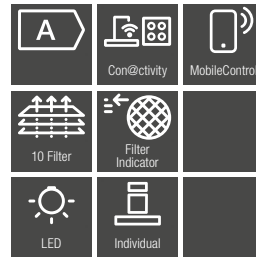 A
Con@ctivity
MobileControl
10 Filter
Filter
Indicator
LED
Individual